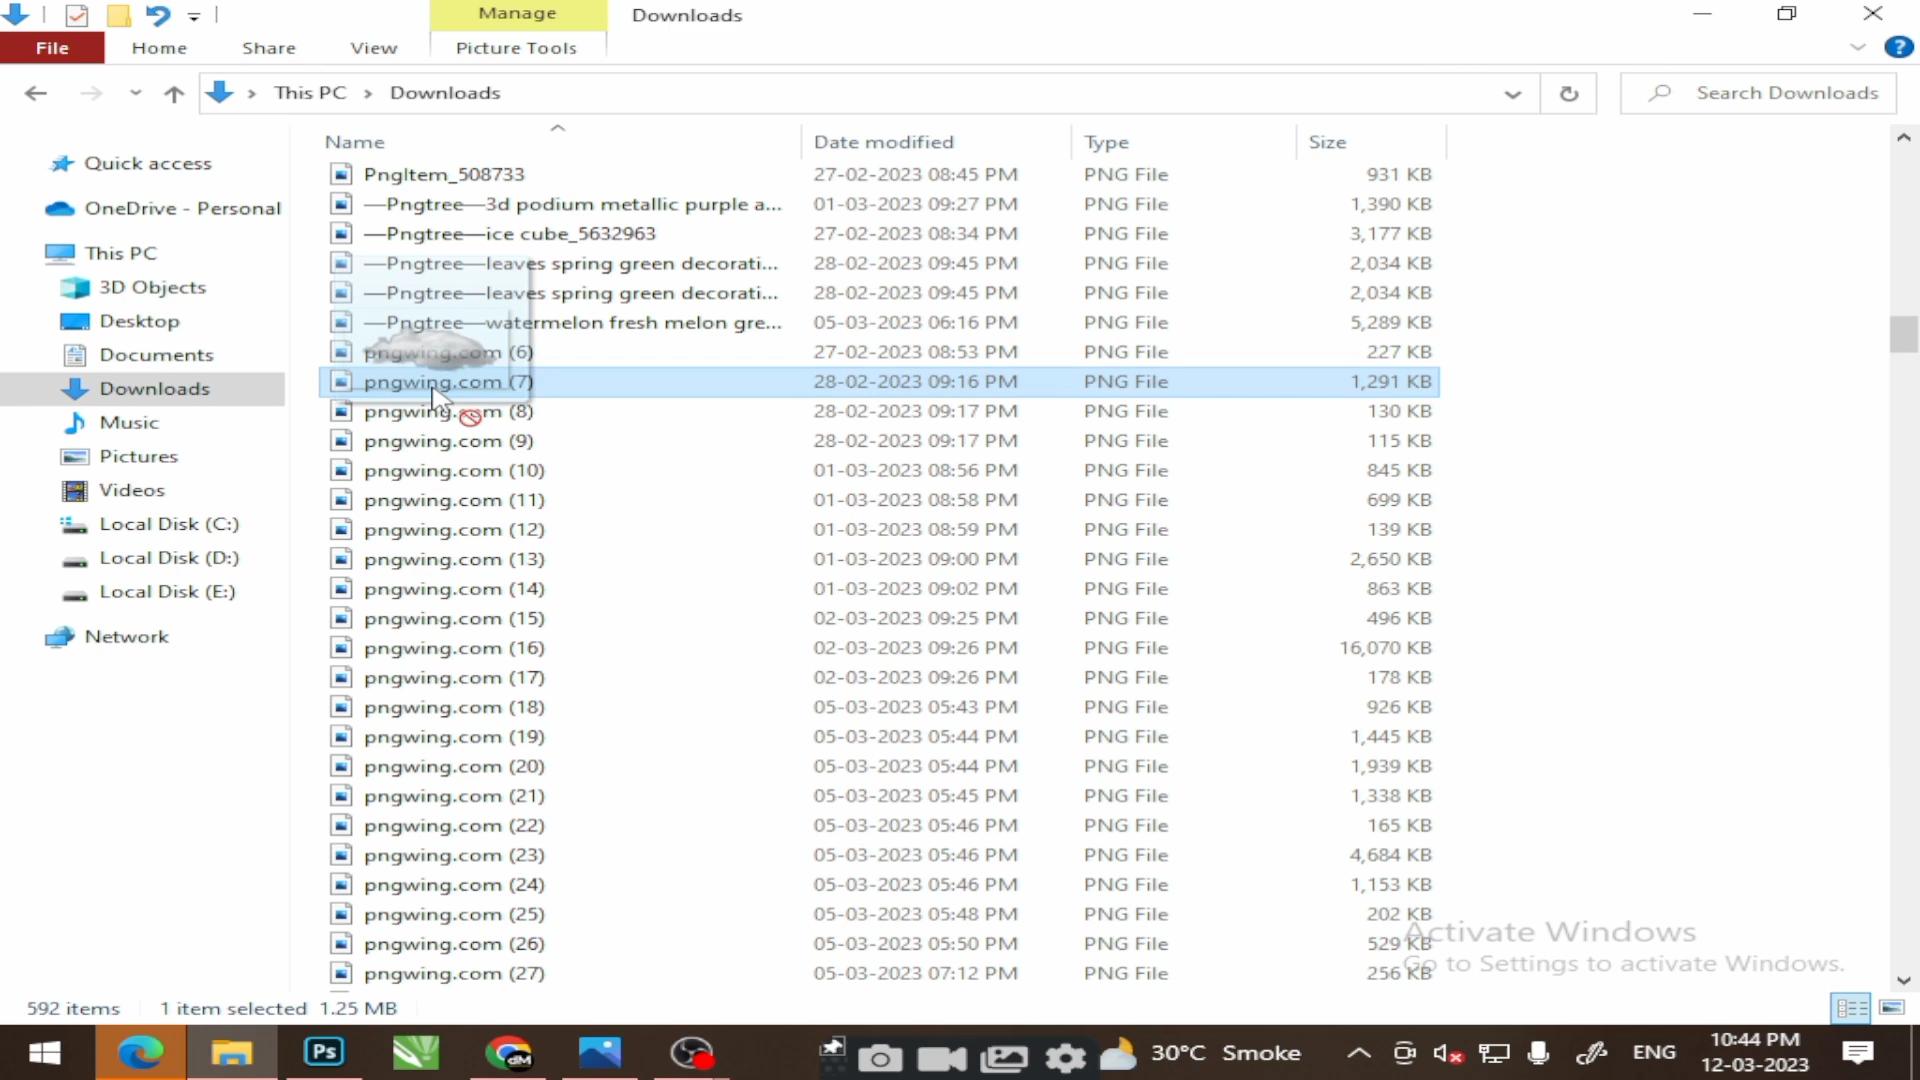 Manage
Downloads
File
Home
Share
View
Picture Tools
?
This PC > Downloads
Search Downloads
Quick access
OneDrive - Personal
This PC
3D Objects
Desktop
Documents
Downloads
Music
Pictures
Videos
Local Disk (C:)
Local Disk (D:)
Local Disk (E:)
Network
Name Date modified Type Size
PngItem_508733 27-02-2023 08:45 PM PNG File 931 KB
—Pngtree—3d podium metallic purple a... 01-03-2023 09:27 PM PNG File 1,390 KB
—Pngtree—ice cube_5632963 27-02-2023 08:34 PM PNG File 3,177 KB
—Pngtree—leaves spring green decorati... 28-02-2023 09:45 PM PNG File 2,034 KB
—Pngtree—leaves spring green decorati... 28-02-2023 09:45 PM PNG File 2,034 KB
—Pngtree—watermelon fresh melon gre... 05-03-2023 06:16 PM PNG File 5,289 KB
pngwing.com (6) 27-02-2023 08:53 PM PNG File 227 KB
pngwing.com (7) 28-02-2023 09:16 PM PNG File 1,291 KB
pngwing.com (8) 28-02-2023 09:17 PM PNG File 130 KB
pngwing.com (9) 28-02-2023 09:17 PM PNG File 115 KB
pngwing.com (10) 01-03-2023 08:56 PM PNG File 845 KB
pngwing.com (11) 01-03-2023 08:58 PM PNG File 699 KB
pngwing.com (12) 01-03-2023 08:59 PM PNG File 139 KB
pngwing.com (13) 01-03-2023 09:00 PM PNG File 2,650 KB
pngwing.com (14) 01-03-2023 09:02 PM PNG File 863 KB
pngwing.com (15) 02-03-2023 09:25 PM PNG File 496 KB
pngwing.com (16) 02-03-2023 09:26 PM PNG File 16,070 KB
pngwing.com (17) 02-03-2023 09:26 PM PNG File 178 KB
pngwing.com (18) 05-03-2023 05:43 PM PNG File 926 KB
pngwing.com (19) 05-03-2023 05:44 PM PNG File 1,445 KB
pngwing.com (20) 05-03-2023 05:44 PM PNG File 1,939 KB
pngwing.com (21) 05-03-2023 05:45 PM PNG File 1,338 KB
pngwing.com (22) 05-03-2023 05:46 PM PNG File 165 KB
pngwing.com (23) 05-03-2023 05:46 PM PNG File 4,684 KB
pngwing.com (24) 05-03-2023 05:46 PM PNG File 1,153 KB
pngwing.com (25) 05-03-2023 05:48 PM PNG File 202 KB
pngwing.com (26) 05-03-2023 05:50 PM PNG File 529 KB
pngwing.com (27) 05-03-2023 07:12 PM PNG File 256 KB
Activate Windows
Go to Settings to activate Windows.
592 items 1 item selected 1.25 MB
Ps
dM
30°C Smoke
ENG
10:44 PM
12-03-2023